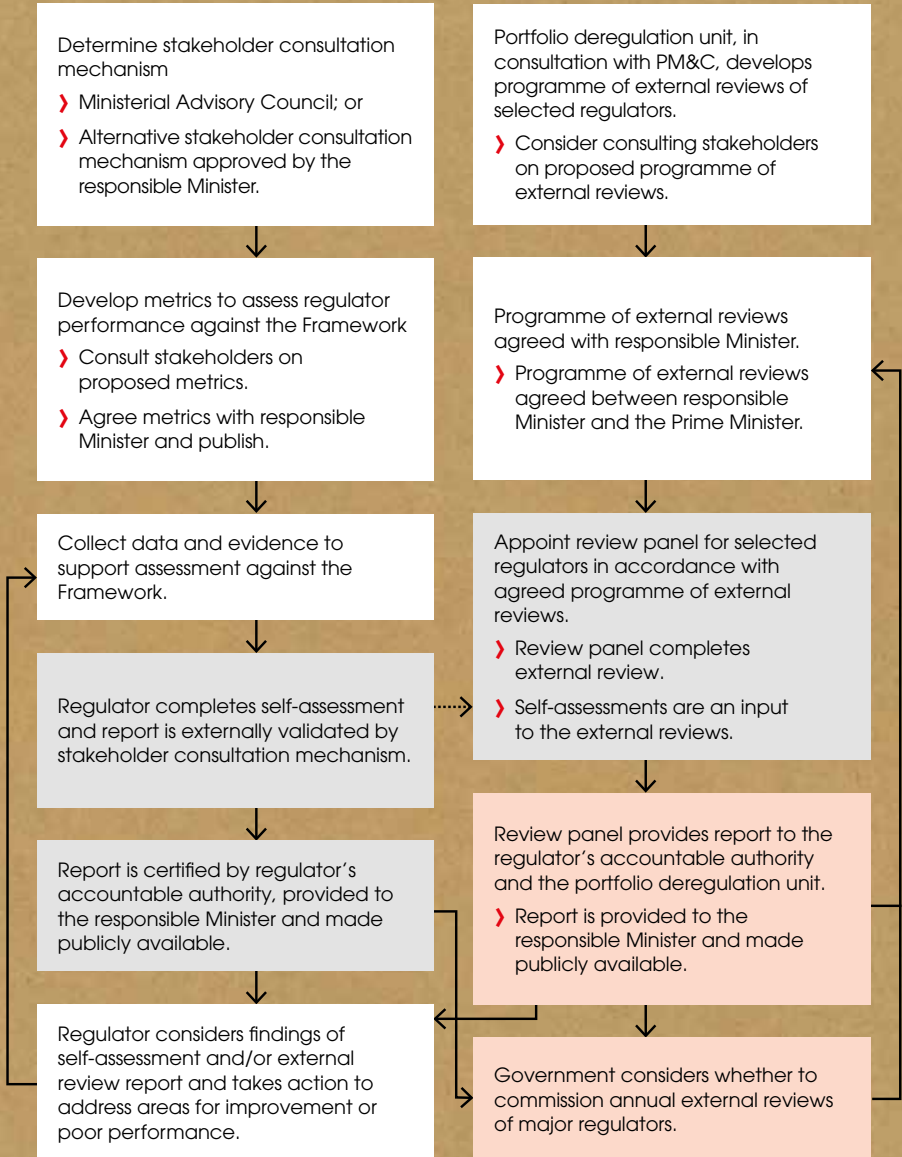 Determine stakeholder consultation
mechanism
Ministerial Advisory Council; or
Alternative stakeholder consultation
mechanism approved by the
responsible Minister.
Develop metrics to assess regulator
performance against the Framework
Consult stakeholders on
proposed metrics.
Agree metrics with responsible
Minister and publish.
Collect data and evidence to
support assessment against the
Framework.
Regulator completes self-assessment
and report is externally validated by
stakeholder consultation mechanism.
Report is certified by regulator’s
accountable authority, provided to
the responsible Minister and made
publicly available.
Regulator considers findings of
self-assessment and/or external
review report and takes action to
address areas for improvement or
poor performance.
Portfolio deregulation unit, in
consultation with PM&C, develops
programme of external reviews of
selected regulators.
Consider consulting stakeholders
on proposed programme of
external reviews.
Programme of external reviews
agreed with responsible Minister.
Programme of external reviews
agreed between responsible
Minister and the Prime Minister.
Appoint review panel for selected
regulators in accordance with
agreed programme of external
reviews.
Review panel completes
external review.
Self-assessments are an input
to the external reviews.
Review panel provides report to the
regulator’s accountable authority
and the portfolio deregulation unit.
Report is provided to the
responsible Minister and made
publicly available.
Government considers whether to
commission annual external reviews
of major regulators.